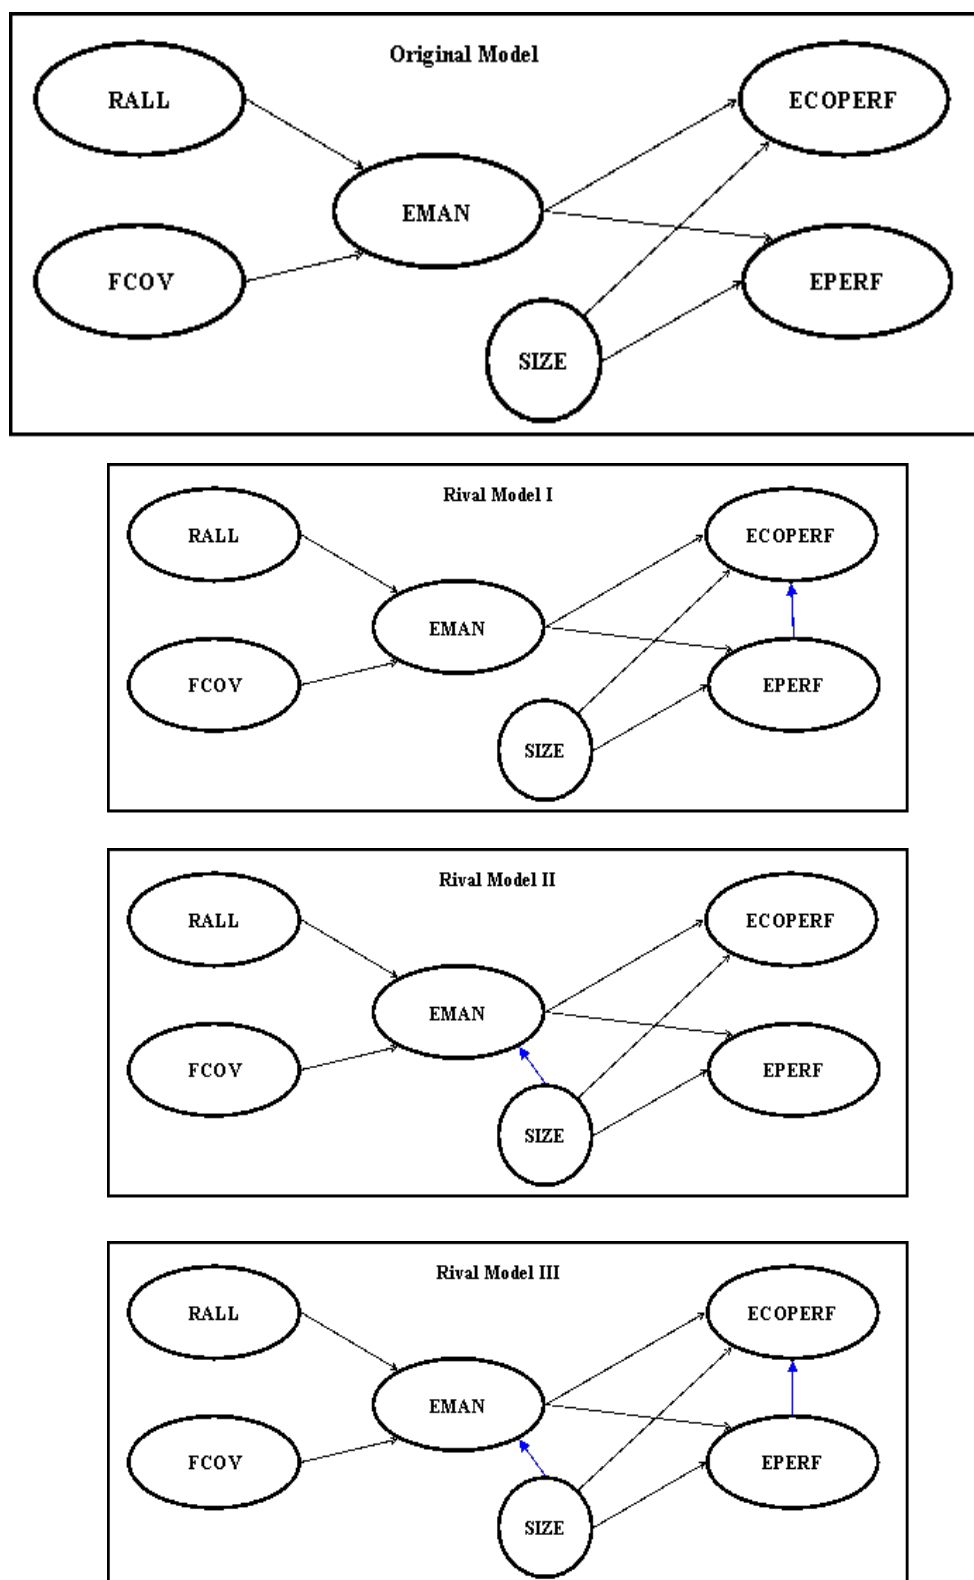 Original Model
RALL
ECOPERF
EMAN
FCOV
EPERF
SIZE
Rival Model I
RALL
ECOPERF
EMAN
FCOV
EPERF
SIZE
Rival Model II
RALL
ECOPERF
EMAN
FCOV
EPERF
SIZE
Rival Model III
RALL
ECOPERF
EMAN
FCOV
EPERF
SIZE